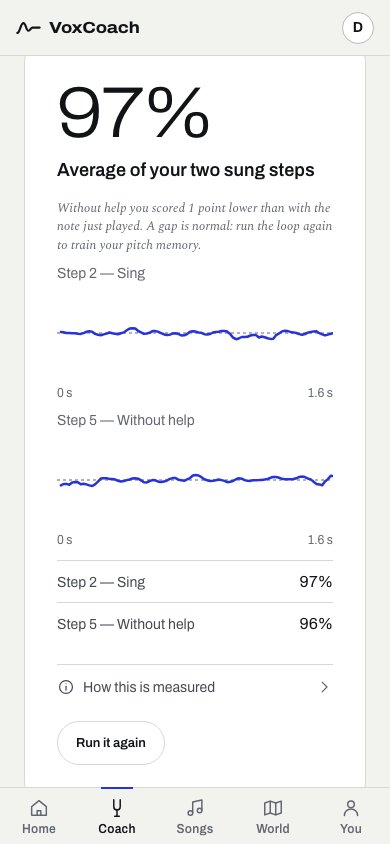 VoxCoach
D
97%
Average of your two sung steps
Without help you scored 1 point lower than with the
note just played. A gap is normal: run the loop again
to train your pitch memory.
Step 2 — Sing
0 s
1.6 s
Step 5 — Without help
0 s
1.6 s
Step 2 — Sing
97%
Step 5 — Without help
96%
How this is measured
Run it again
Home
Coach
Songs
World
You